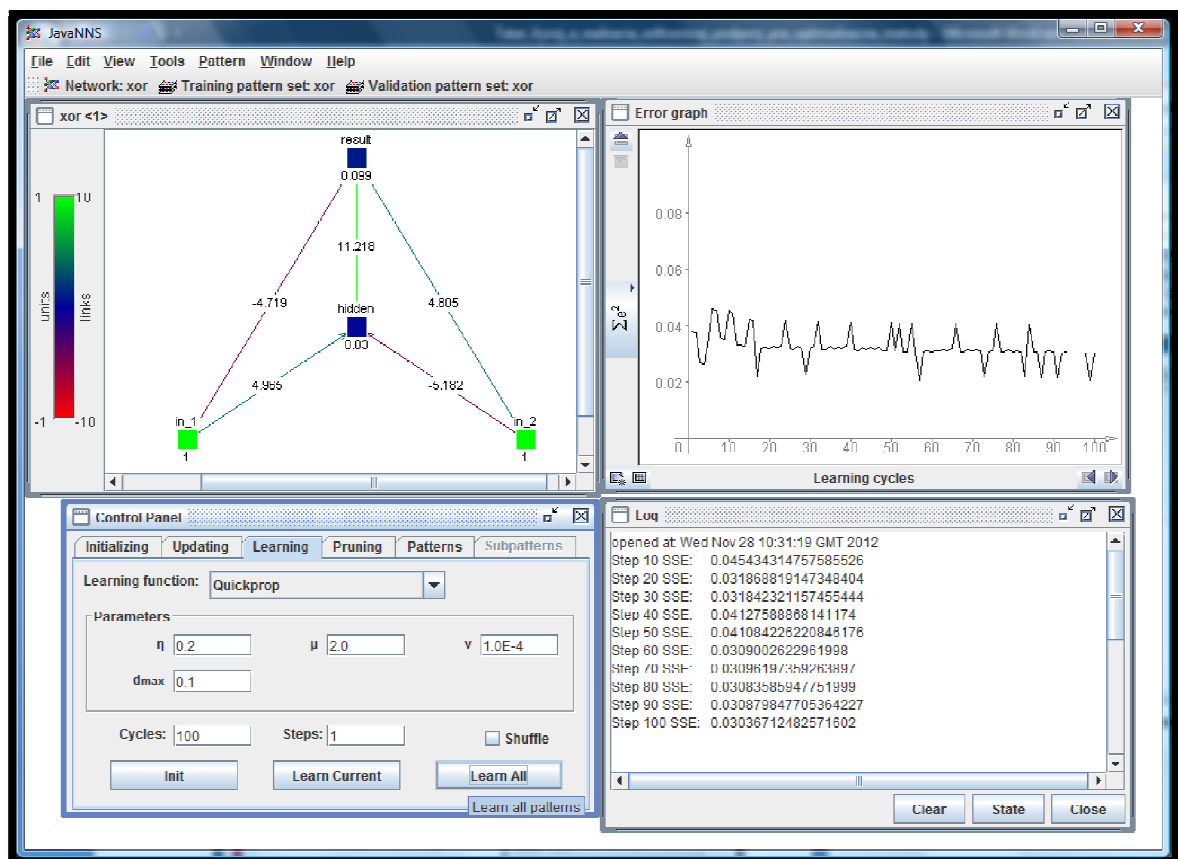 JavaNNS
File Edit View Tools Pattern Window Help
Network: xor Training pattern set: xor Validation pattern set: xor
xor <1>
result
0.099
1 10
11.218
-4.719
4.805
units
links
hidden
0.03
4.965
-5.182
-1 -10
in_1 in_2
1 1
Error graph
0.08
0.06
Σe²
0.04
0.02
0 10 20 30 40 50 60 70 80 90 100
Learning cycles
Control Panel
Initializing Updating Learning Pruning Patterns Subpatterns
Learning function: Quickprop
Parameters
η 0.2 μ 2.0 ν 1.0E-4
dmax 0.1
Cycles: 100 Steps: 1 Shuffle
Init Learn Current Learn All
Learn all patterns
Log
opened at Wed Nov 28 10:31:19 GMT 2012
Step 10 SSE: 0.045434314757585526
Step 20 SSE: 0.031868819147348404
Step 30 SSE: 0.031842321157455444
Step 40 SSE: 0.04127588868141174
Step 50 SSE: 0.041084226220846176
Step 60 SSE: 0.0309002622961998
Step 70 SSE: 0.03096197359263897
Step 80 SSE: 0.03083585947751999
Step 90 SSE: 0.030879847705364227
Step 100 SSE: 0.03036712482571602
Clear State Close